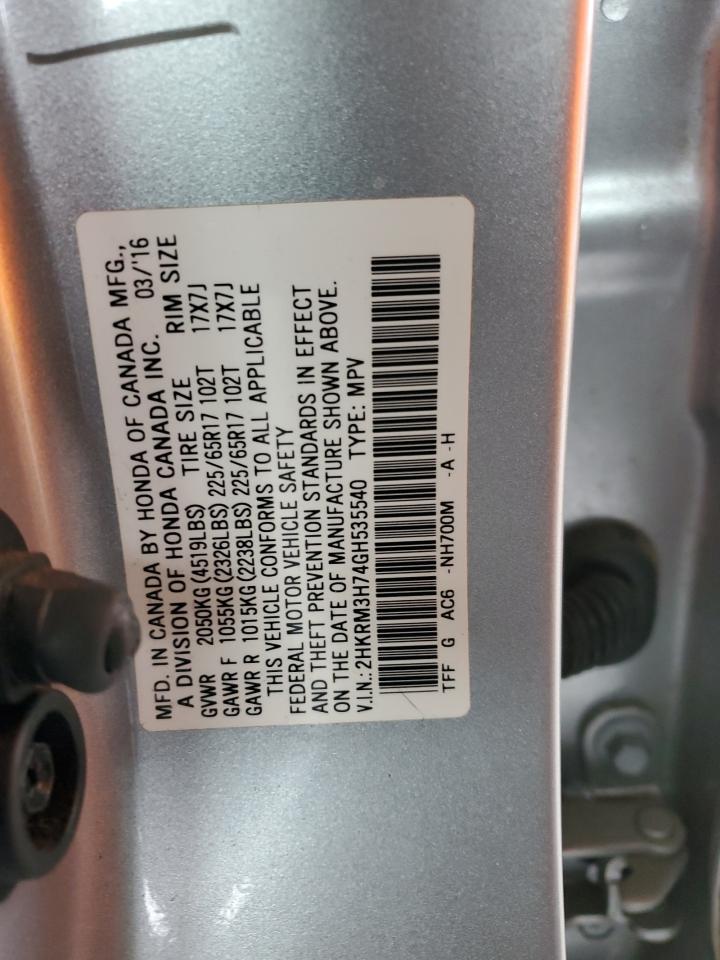 MFD. IN CANADA BY HONDA OF CANADA MFG.,
A DIVISION OF HONDA CANADA INC. 03/'16
GVWR 2050KG(4519LBS) TIRE SIZE RIM SIZE
GAWR F 1055KG(2326LBS) 225/65R17 102T 17X7J
GAWR R 1015KG(2238LBS) 225/65R17 102T 17X7J
THIS VEHICLE CONFORMS TO ALL APPLICABLE
FEDERAL MOTOR VEHICLE SAFETY
AND THEFT PREVENTION STANDARDS IN EFFECT
ON THE DATE OF MANUFACTURE SHOWN ABOVE.
V.I.N.: 2HKRM3H74GH535540 TYPE: MPV
TFF G AC6 -NH700M -A -H